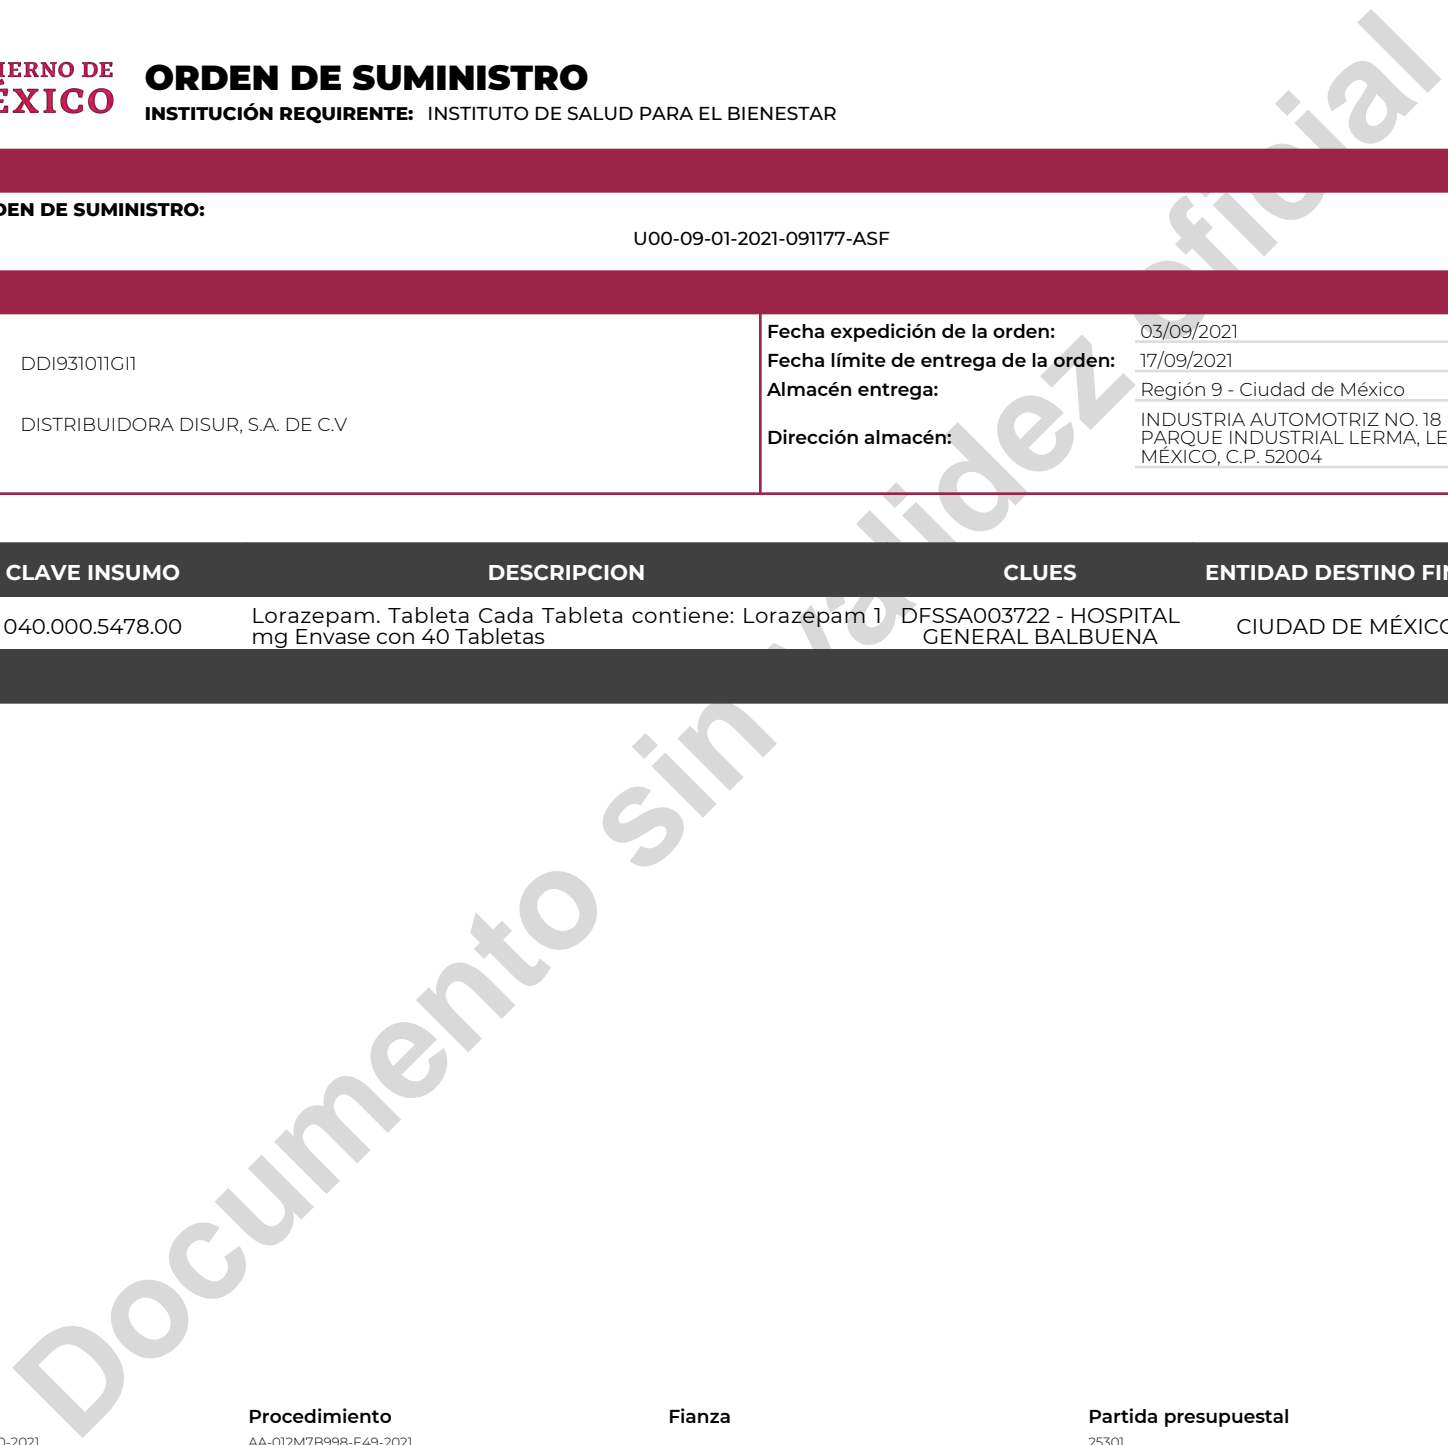 IERNO DE
ÉXICO
ORDEN DE SUMINISTRO
INSTITUCIÓN REQUIRENTE: INSTITUTO DE SALUD PARA EL BIENESTAR
DEN DE SUMINISTRO:
U00-09-01-2021-091177-ASF
DDI931011GI1
DISTRIBUIDORA DISUR, S.A. DE C.V
Fecha expedición de la orden: 03/09/2021
Fecha límite de entrega de la orden: 17/09/2021
Almacén entrega: Región 9 - Ciudad de México
Dirección almacén:
INDUSTRIA AUTOMOTRIZ NO. 18
PARQUE INDUSTRIAL LERMA, LE
MÉXICO, C.P. 52004
CLAVE INSUMO DESCRIPCION CLUES ENTIDAD DESTINO FIN
040.000.5478.00
Lorazepam. Tableta Cada Tableta contiene: Lorazepam 1
mg Envase con 40 Tabletas
DFSSA003722 - HOSPITAL
GENERAL BALBUENA
CIUDAD DE MÉXICO
Documento sin validez oficial
Procedimiento Fianza Partida presupuestal
0-2021 AA-012M7B998-E49-2021 25301